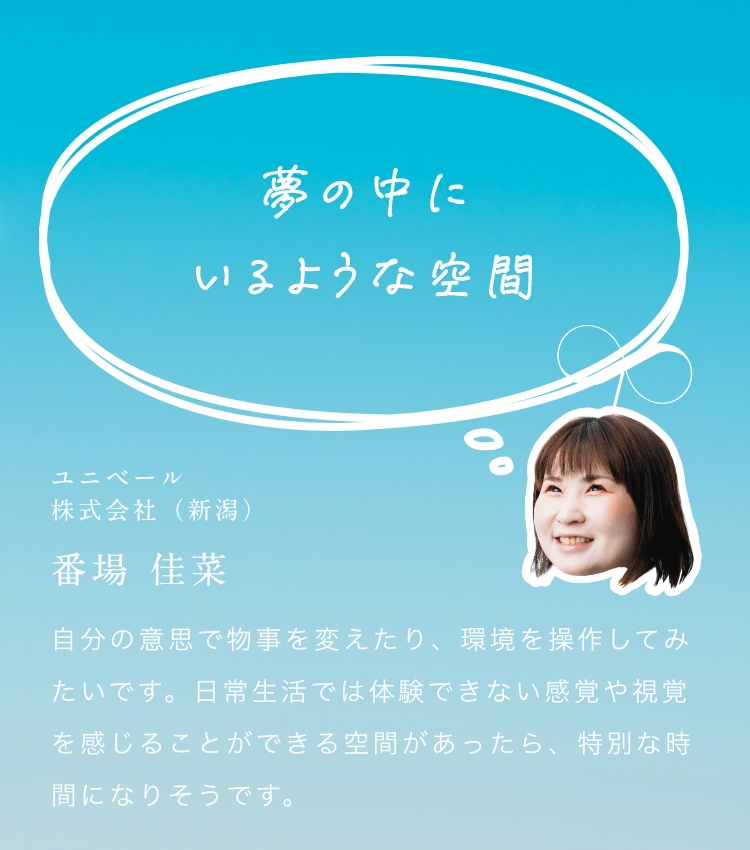 夢の中に
いるような空間
ユニベール
株式会社（新潟）
番場 佳菜
自分の意思で物事を変えたり、環境を操作してみ
たいです。日常生活では体験できない感覚や視覚
を感じることができる空間があったら、特別な時
間になりそうです。